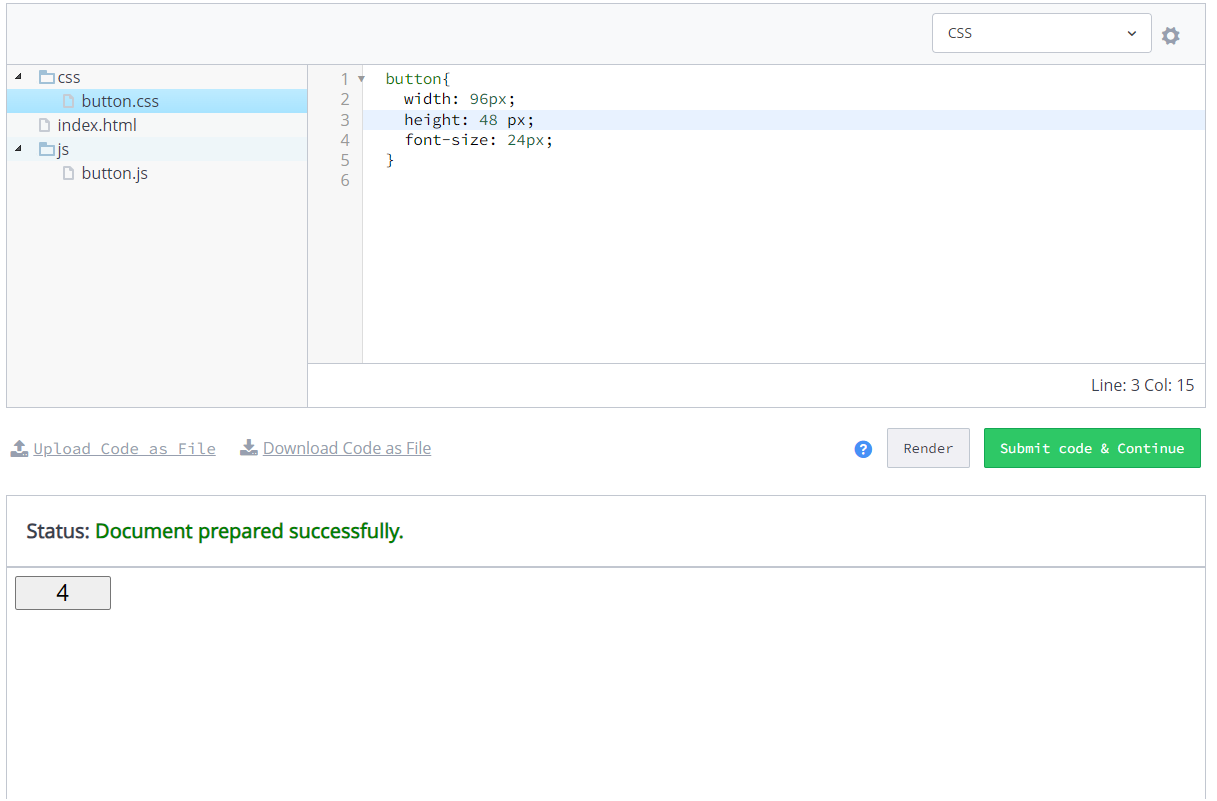 CSS
css
button.css
index.html
js
button.js
1 button{
2 width: 96px;
3 height: 48 px;
4 font-size: 24px;
5 }
6
Line: 3 Col: 15
Upload Code as File Download Code as File ? Render Submit code & Continue
Status: Document prepared successfully.
4